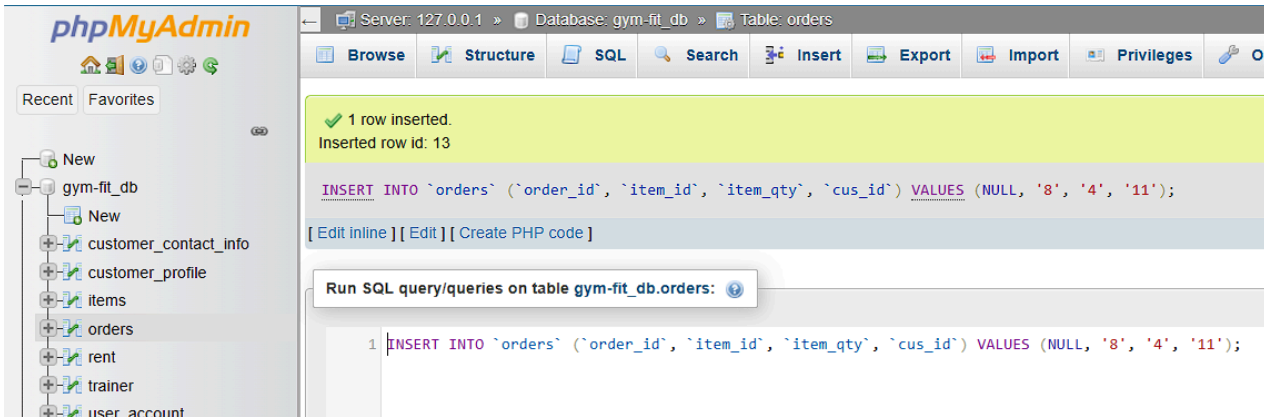 phpMyAdmin
Recent Favorites
New
gym-fit_db
New
customer_contact_info
customer_profile
items
orders
rent
trainer
user_account
Server: 127.0.0.1 » Database: gym-fit_db » Table: orders
Browse Structure SQL Search Insert Export Import Privileges O
1 row inserted.
Inserted row id: 13
INSERT INTO `orders` (`order_id`, `item_id`, `item_qty`, `cus_id`) VALUES (NULL, '8', '4', '11');
[ Edit inline ] [ Edit ] [ Create PHP code ]
Run SQL query/queries on table gym-fit_db.orders:
1 INSERT INTO `orders` (`order_id`, `item_id`, `item_qty`, `cus_id`) VALUES (NULL, '8', '4', '11');